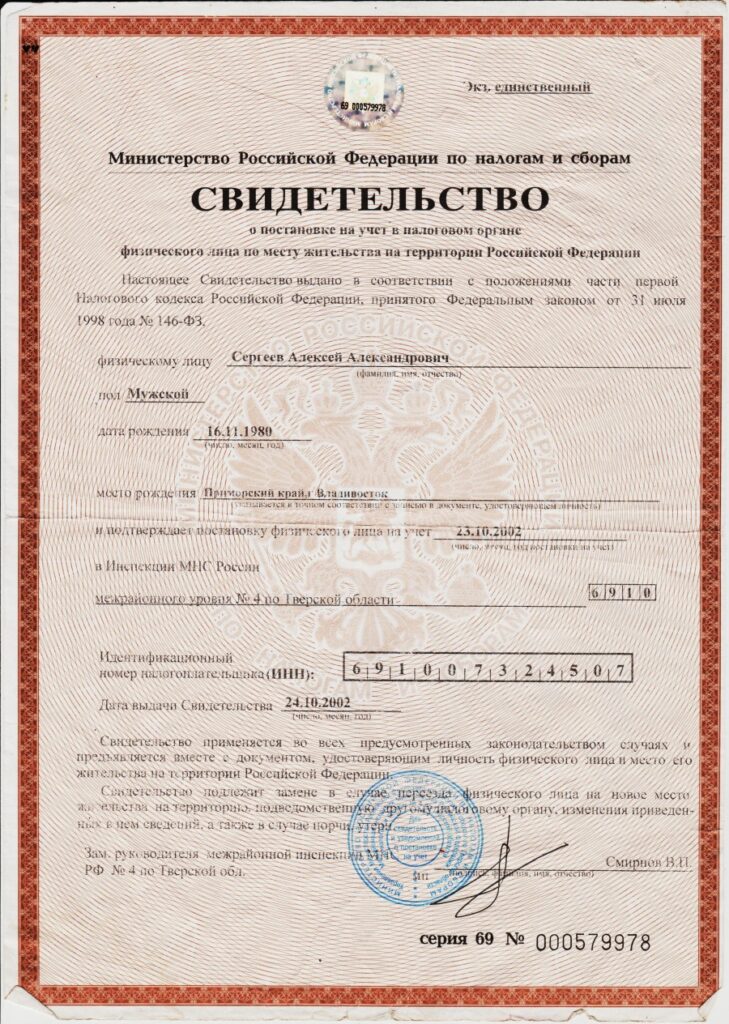 69 000579978
Экз. единственный
Министерство Российской Федерации по налогам и сборам
СВИДЕТЕЛЬСТВО
о постановке на учет в налоговом органе
физического лица по месту жительства на территории Российской Федерации
Настоящее Свидетельство выдано в соответствии с положениями части первой
Налогового кодекса Российской Федерации, принятого Федеральным законом от 31 июля
1998 года № 146-ФЗ.
физическому лицу Сергеев Алексей Александрович
(фамилия, имя, отчество)
пол Мужской
дата рождения 16.11.1980
(число, месяц, год)
место рождения Приморский край,г.Владивосток
(указывается в точном соответствии с записью в документе, удостоверяющем личность)
и подтверждает постановку физического лица на учет 23.10.2002
(число, месяц, год постановки на учет)
в Инспекции МНС России
межрайонного уровня № 4 по Тверской области 6910
Идентификационный
номер налогоплательщика (ИНН): 691007324507
Дата выдачи Свидетельства 24.10.2002
(число, месяц, год)
Свидетельство применяется во всех предусмотренных законодательством случаях и
предъявляется вместе с документом, удостоверяющим личность физического лица и место его
жительства на территории Российской Федерации.
Свидетельство подлежит замене в случае переезда физического лица на новое место
жительства на территорию, подведомственную другому налоговому органу, изменения приведен-
ных в нем сведений, а также в случае порчи, утери.
Для
свидетельств
и уведомлений
о постановке
на учет
Зам. руководителя межрайонной инспекции МНС
РФ № 4 по Тверской обл.
Смирнов В.П.
МП (подпись, фамилия, имя, отчество)
серия 69 № 000579978